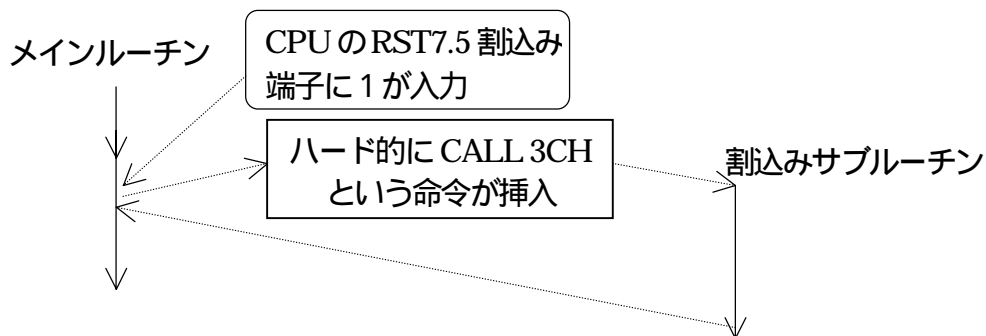 メインルーチン
CPUのRST7.5割込み
端子に1が入力
ハード的にCALL 3CH
という命令が挿入
割込みサブルーチン